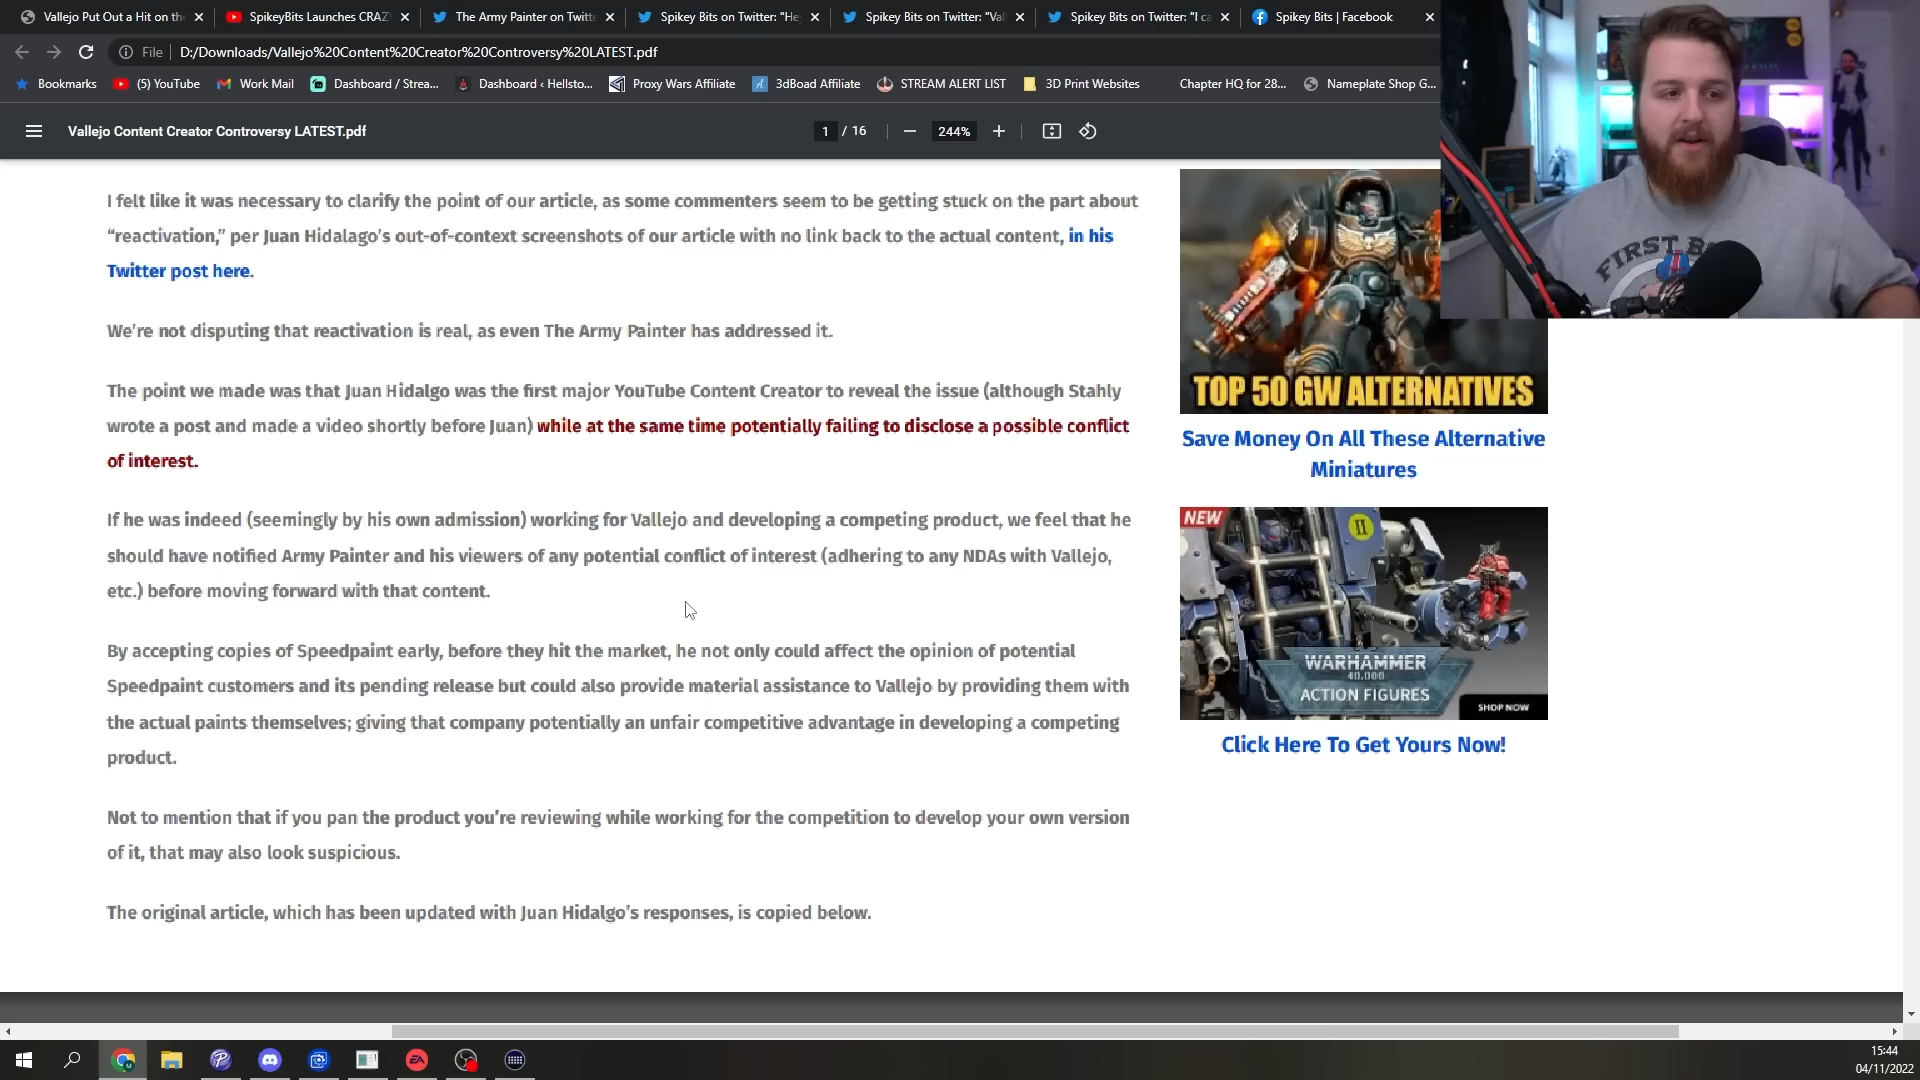 Vallejo Put Out a Hit on th
SpikeyBits Launches CRAZ
The Army Painter on Twitt
Spikey Bits on Twitter: "He
Spikey Bits on Twitter: "Val
Spikey Bits on Twitter: "I ca
Spikey Bits | Facebook
File
D:/Downloads/Vallejo%20Content%20Creator%20Controversy%20LATEST.pdf
Bookmarks
(5) YouTube
Work Mail
Dashboard / Strea...
Dashboard ‹ Hellsto...
Proxy Wars Affiliate
3dBoad Affiliate
STREAM ALERT LIST
3D Print Websites
Chapter HQ for 28...
Nameplate Shop G...
Vallejo Content Creator Controversy LATEST.pdf
1 / 16
244%
I felt like it was necessary to clarify the point of our article, as some commenters seem to be getting stuck on the part about
“reactivation,” per Juan Hidalago’s out-of-context screenshots of our article with no link back to the actual content, in his
Twitter post here.
We’re not disputing that reactivation is real, as even The Army Painter has addressed it.
The point we made was that Juan Hidalgo was the first major YouTube Content Creator to reveal the issue (although Stahly
wrote a post and made a video shortly before Juan) while at the same time potentially failing to disclose a possible conflict
of interest.
If he was indeed (seemingly by his own admission) working for Vallejo and developing a competing product, we feel that he
should have notified Army Painter and his viewers of any potential conflict of interest (adhering to any NDAs with Vallejo,
etc.) before moving forward with that content.
By accepting copies of Speedpaint early, before they hit the market, he not only could affect the opinion of potential
Speedpaint customers and its pending release but could also provide material assistance to Vallejo by providing them with
the actual paints themselves; giving that company potentially an unfair competitive advantage in developing a competing
product.
Not to mention that if you pan the product you’re reviewing while working for the competition to develop your own version
of it, that may also look suspicious.
The original article, which has been updated with Juan Hidalgo’s responses, is copied below.
TOP 50 GW ALTERNATIVES
Save Money On All These Alternative
Miniatures
NEW
II
WARHAMMER
40,000
ACTION FIGURES
SHOP NOW
Click Here To Get Yours Now!
FIRST B
EA
15:44
04/11/2022